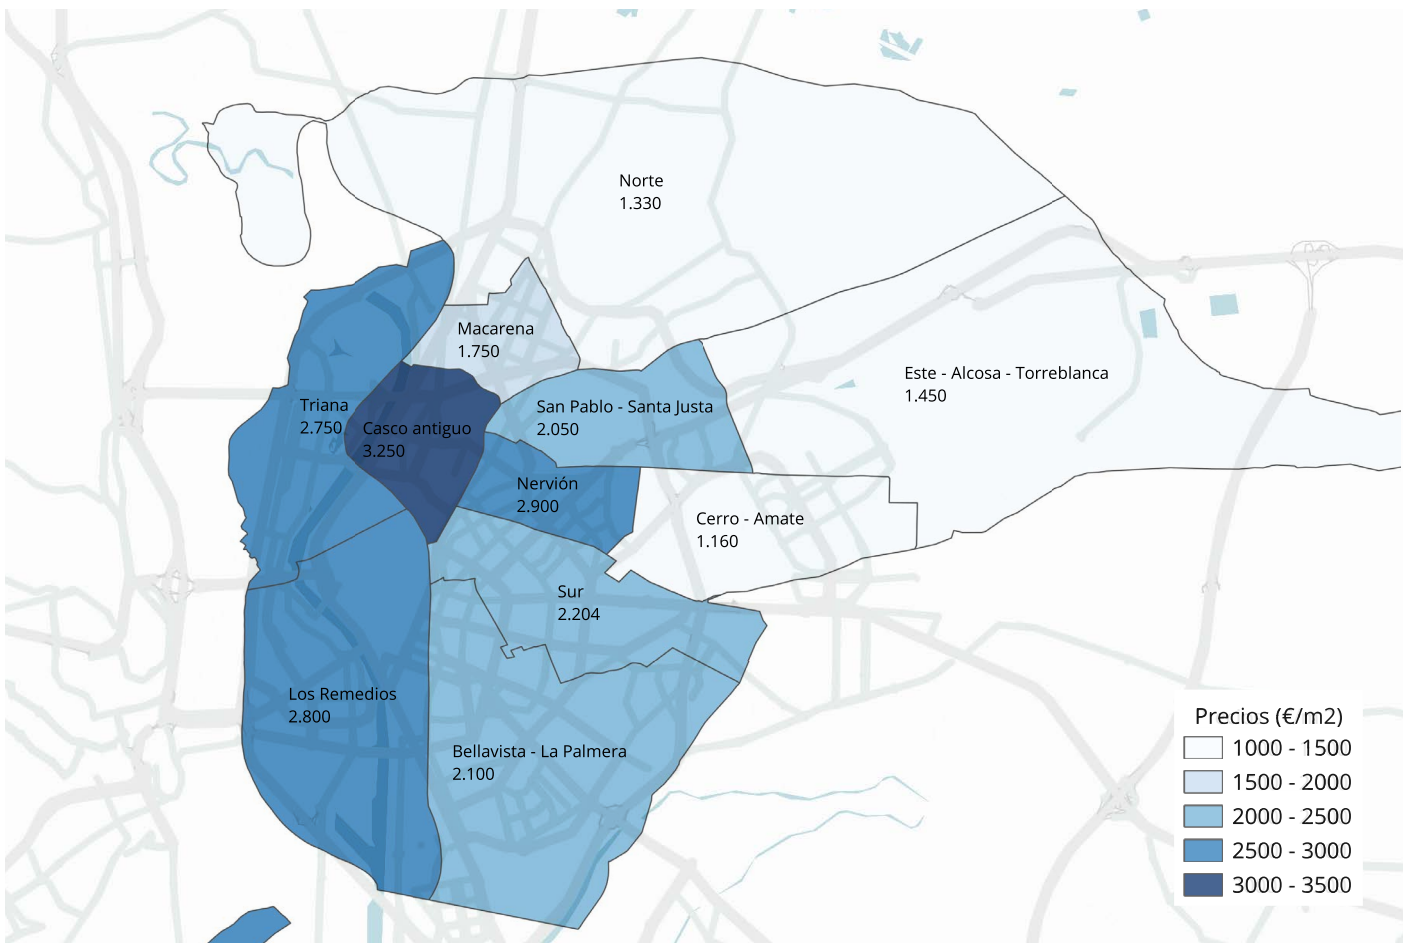 Norte
1.330
Macarena
1.750
Este - Alcosa - Torreblanca
1.450
Triana
2.750
San Pablo - Santa Justa
2.050
Casco antiguo
3.250
Nervión
2.900
Cerro - Amate
1.160
Sur
2.204
Los Remedios
2.800
Bellavista - La Palmera
2.100
Precios (€/m2)
1000 - 1500
1500 - 2000
2000 - 2500
2500 - 3000
3000 - 3500